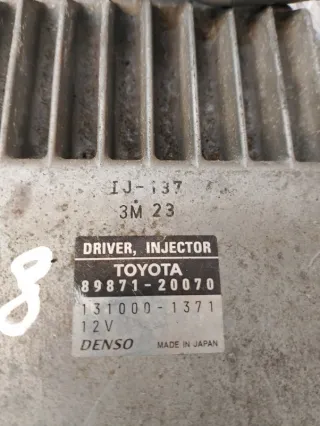 IJ-137
3M 23
DRIVER, INJECTOR
TOYOTA
89871-20070
131000-1371
12V
DENSO MADE IN JAPAN
8